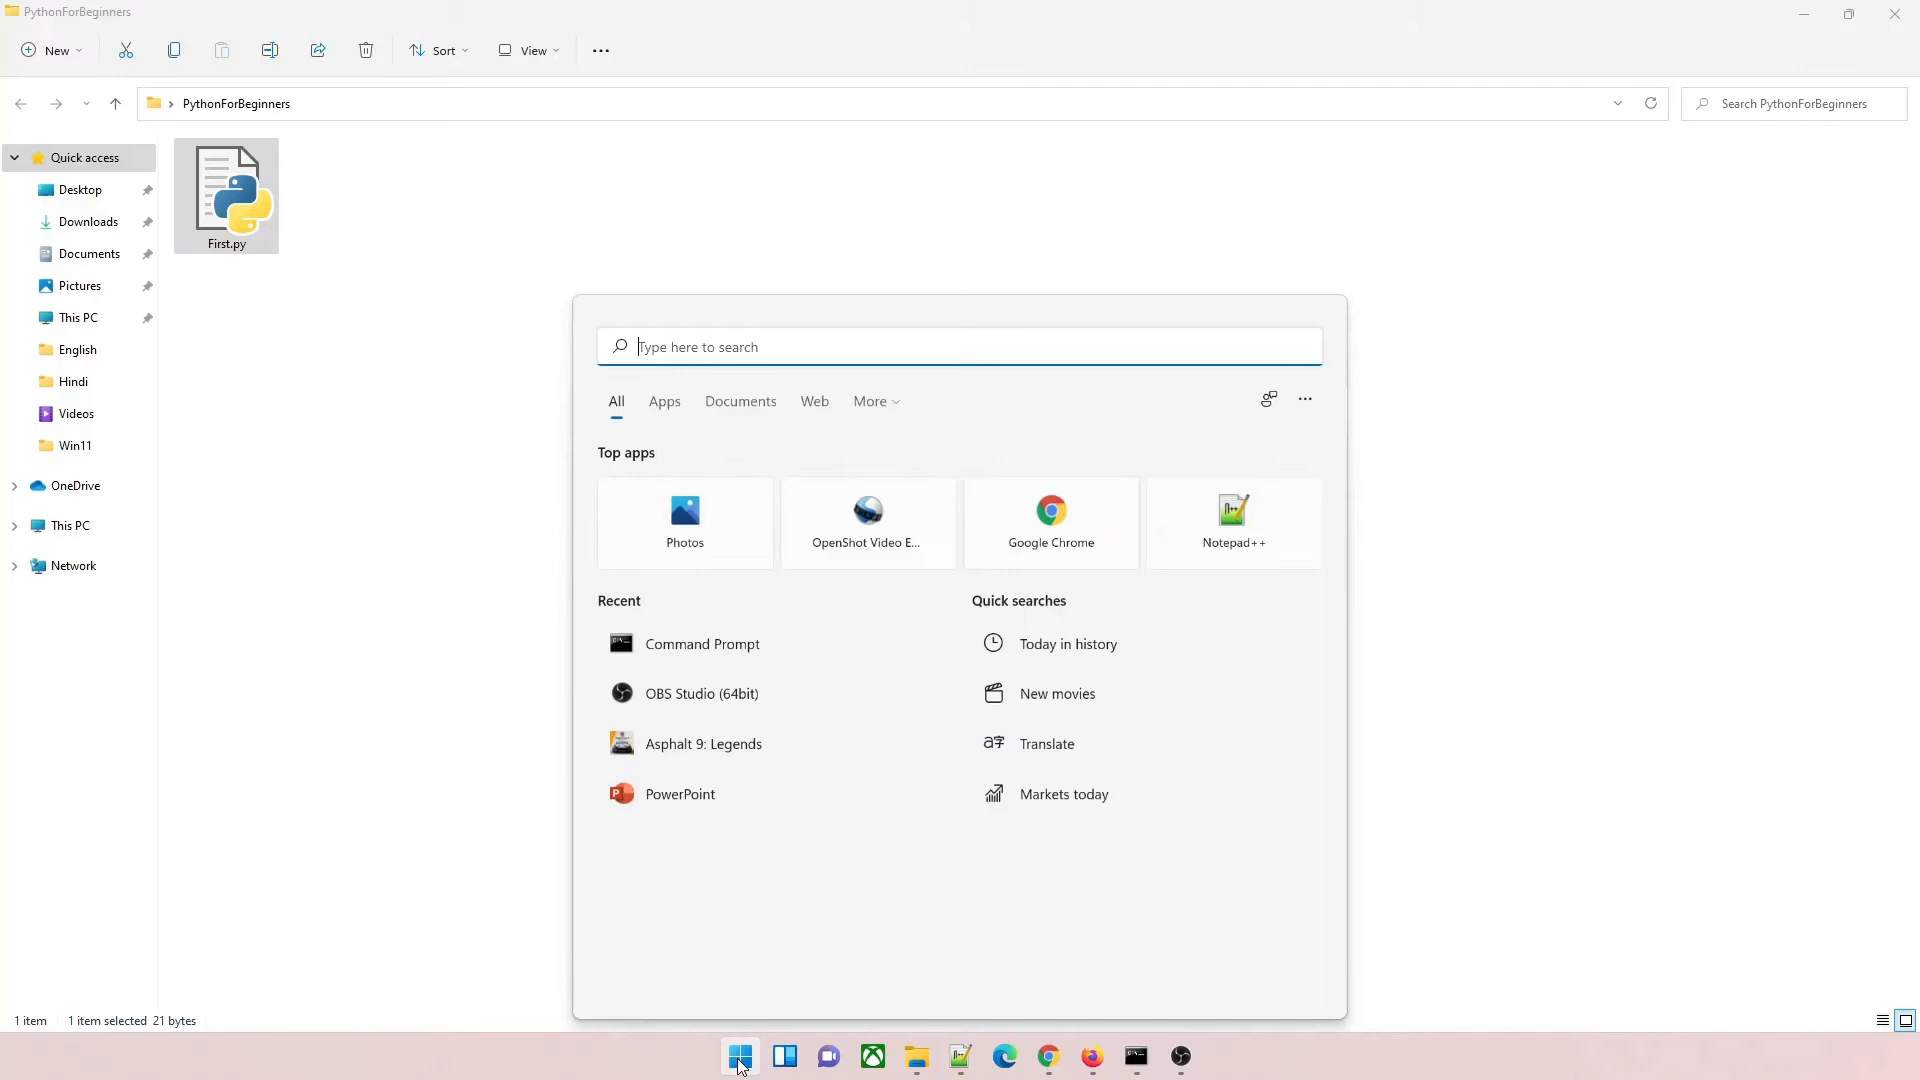 PythonForBeginners
New
Sort
View
PythonForBeginners
Search PythonForBeginners
Quick access
Desktop
Downloads
Documents
Pictures
This PC
English
Hindi
Videos
Win11
OneDrive
This PC
Network
First.py
Type here to search
All Apps Documents Web More
Top apps
Photos
OpenShot Video E...
Google Chrome
Notepad++
Recent
Command Prompt
OBS Studio (64bit)
Asphalt 9: Legends
PowerPoint
Quick searches
Today in history
New movies
Translate
Markets today
1 item 1 item selected 21 bytes